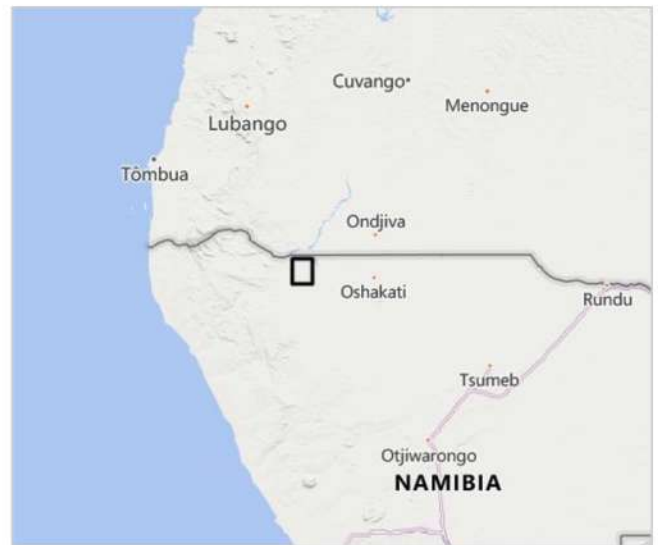 Cuvango
Menongue
Lubango
Tômbua
Ondjiva
Oshakati
Rundu
Tsumeb
Otjiwarongo
NAMIBIA